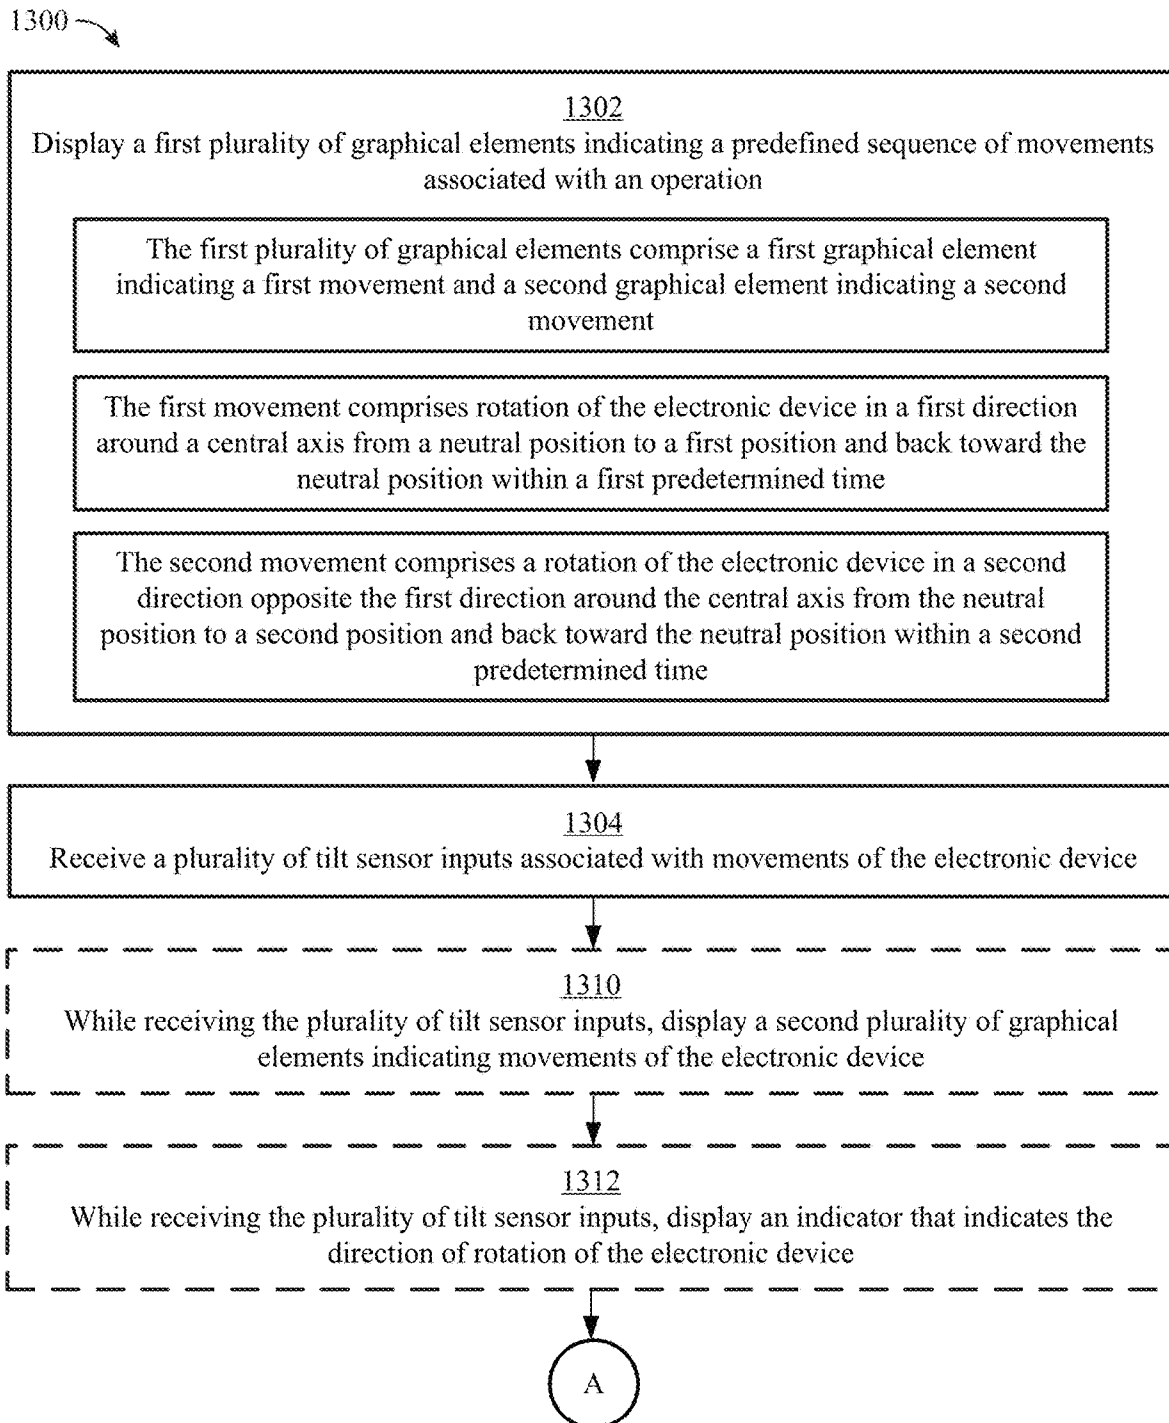 1300
1302
Display a first plurality of graphical elements indicating a predefined sequence of movements
associated with an operation
The first plurality of graphical elements comprise a first graphical element
indicating a first movement and a second graphical element indicating a second
movement
The first movement comprises rotation of the electronic device in a first direction
around a central axis from a neutral position to a first position and back toward the
neutral position within a first predetermined time
The second movement comprises a rotation of the electronic device in a second
direction opposite the first direction around the central axis from the neutral
position to a second position and back toward the neutral position within a second
predetermined time
1304
Receive a plurality of tilt sensor inputs associated with movements of the electronic device
1310
While receiving the plurality of tilt sensor inputs, display a second plurality of graphical
elements indicating movements of the electronic device
1312
While receiving the plurality of tilt sensor inputs, display an indicator that indicates the
direction of rotation of the electronic device
A